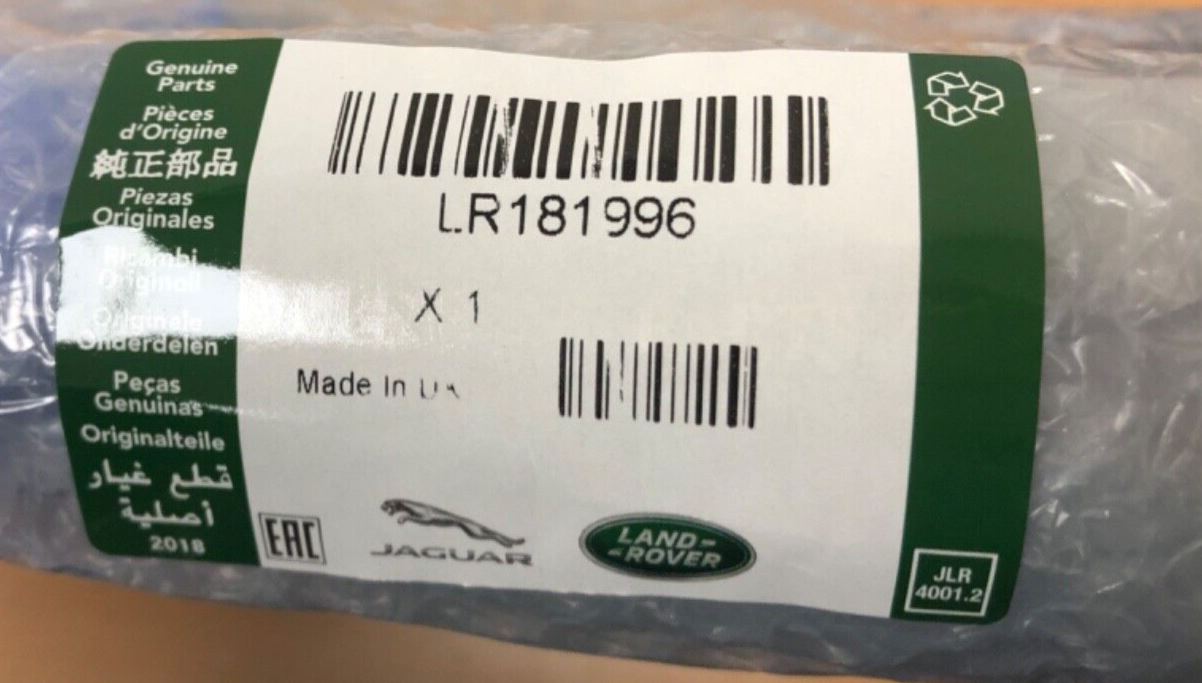 Genuine
Parts
Pièces
d'Origine
純正部品
Piezas
Originales
Ricambi
Originali
Originele
Onderdelen
Peças
Genuinas
Originalteile
قطع غيار
أصلية
2018
LR181996
X 1
Made In
EAC
JAGUAR
LAND-
-ROVER
JLR
4001.2